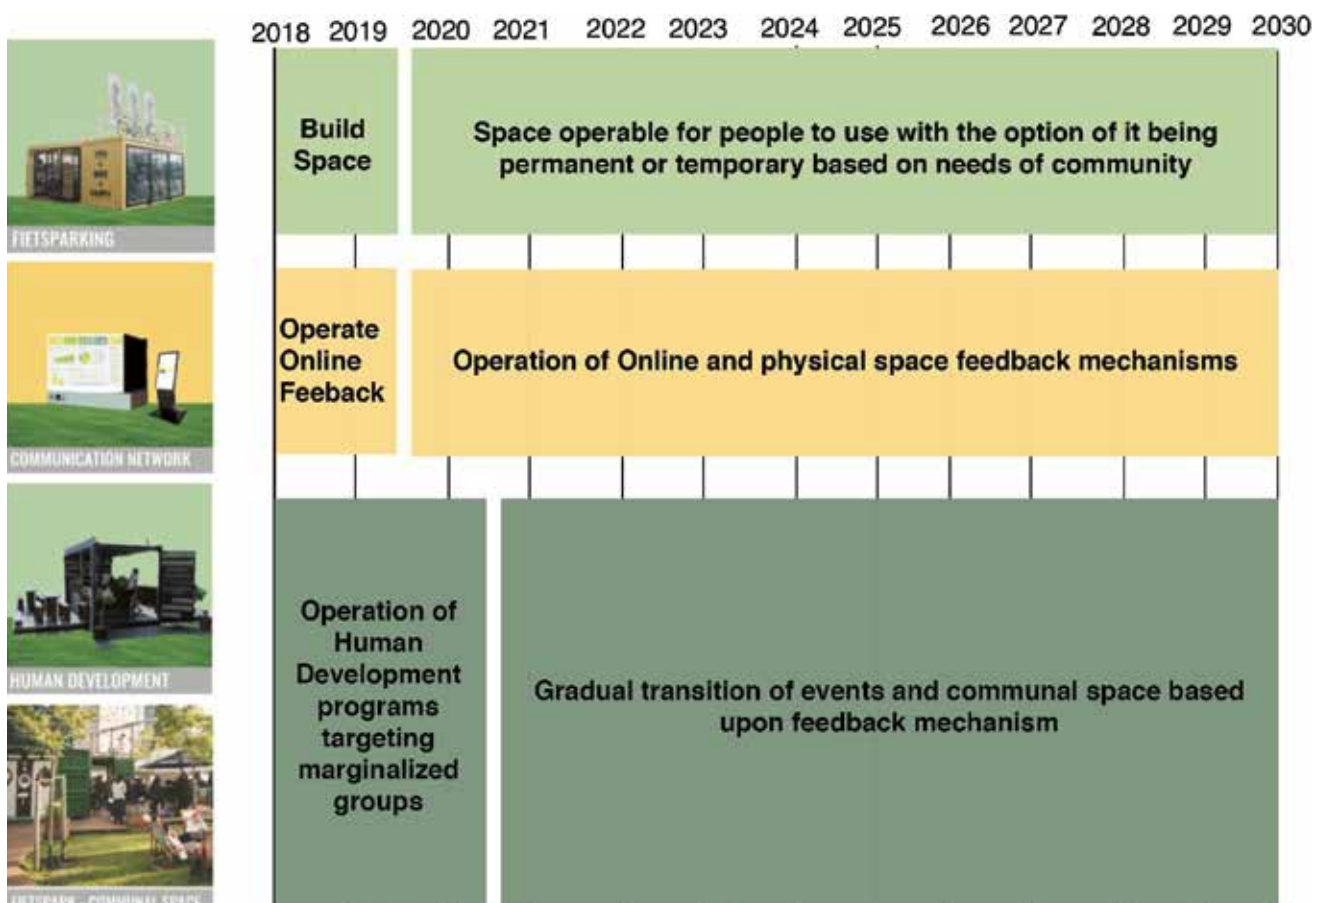 2018 2019 2020 2021 2022 2023 2024 2025 2026 2027 2028 2029 2030
Build
Space
Space operable for people to use with the option of it being
permanent or temporary based on needs of community
FIETSPARKING
Operate
Online
Feeback
Operation of Online and physical space feedback mechanisms
COMMUNICATION NETWORK
Operation of
Human
Development
programs
targeting
marginalized
groups
Gradual transition of events and communal space based
upon feedback mechanism
HUMAN DEVELOPMENT
FIETSPARK - COMMUNAL SPACE